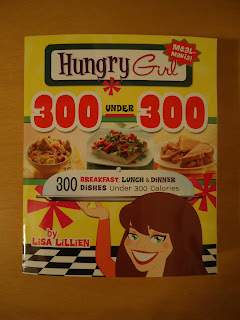 MEAL
MANIA!
Hungry Girl
300 UNDER 300
300 BREAKFAST, LUNCH & DINNER
DISHES Under 300 Calories
by
LISA LILLIEN